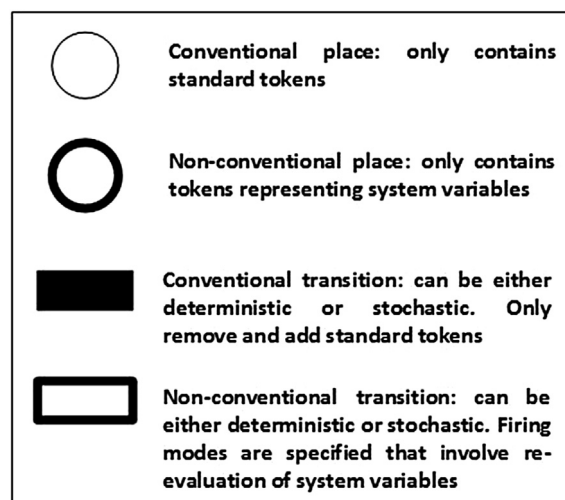 Conventional place: only contains
standard tokens
Non-conventional place: only contains
tokens representing system variables
Conventional transition: can be either
deterministic or stochastic. Only
remove and add standard tokens
Non-conventional transition: can be
either deterministic or stochastic. Firing
modes are specified that involve re-
evaluation of system variables